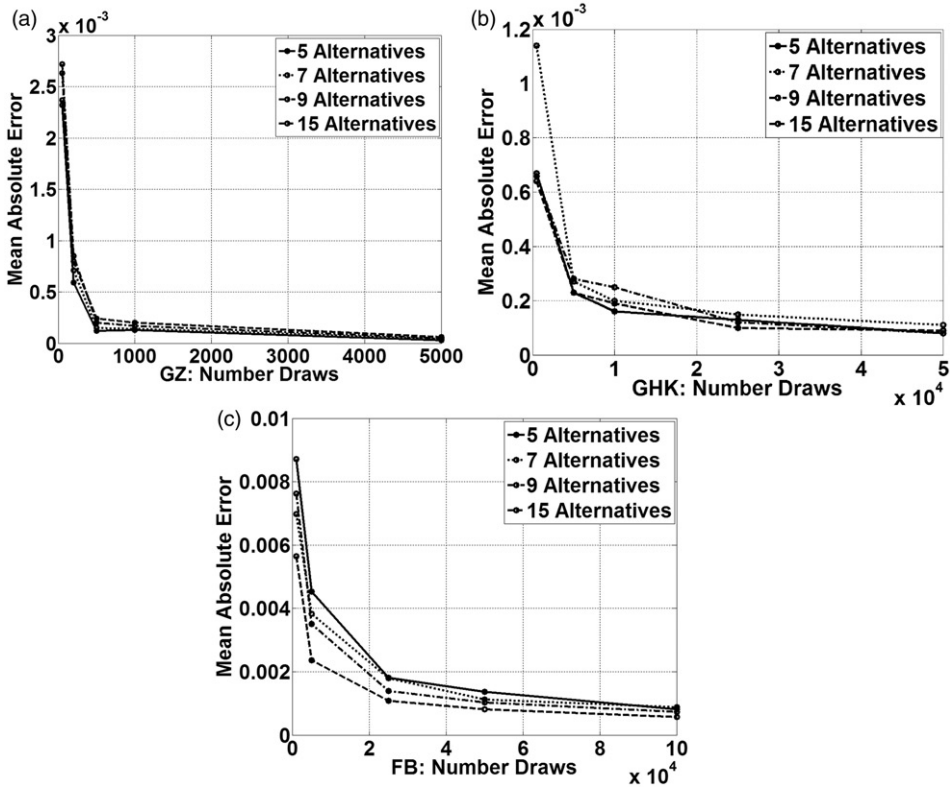 (a)
x 10⁻³
3
2.5
2
1.5
1
0.5
0
Mean Absolute Error
5 Alternatives
7 Alternatives
9 Alternatives
15 Alternatives
0 1000 2000 3000 4000 5000
GZ: Number Draws
(b)
x 10⁻³
1.2
1
0.8
0.6
0.4
0.2
0
Mean Absolute Error
5 Alternatives
7 Alternatives
9 Alternatives
15 Alternatives
0 1 2 3 4 5
GHK: Number Draws
x 10⁴
(c)
0.01
0.008
0.006
0.004
0.002
0
Mean Absolute Error
5 Alternatives
7 Alternatives
9 Alternatives
15 Alternatives
0 2 4 6 8 10
FB: Number Draws
x 10⁴